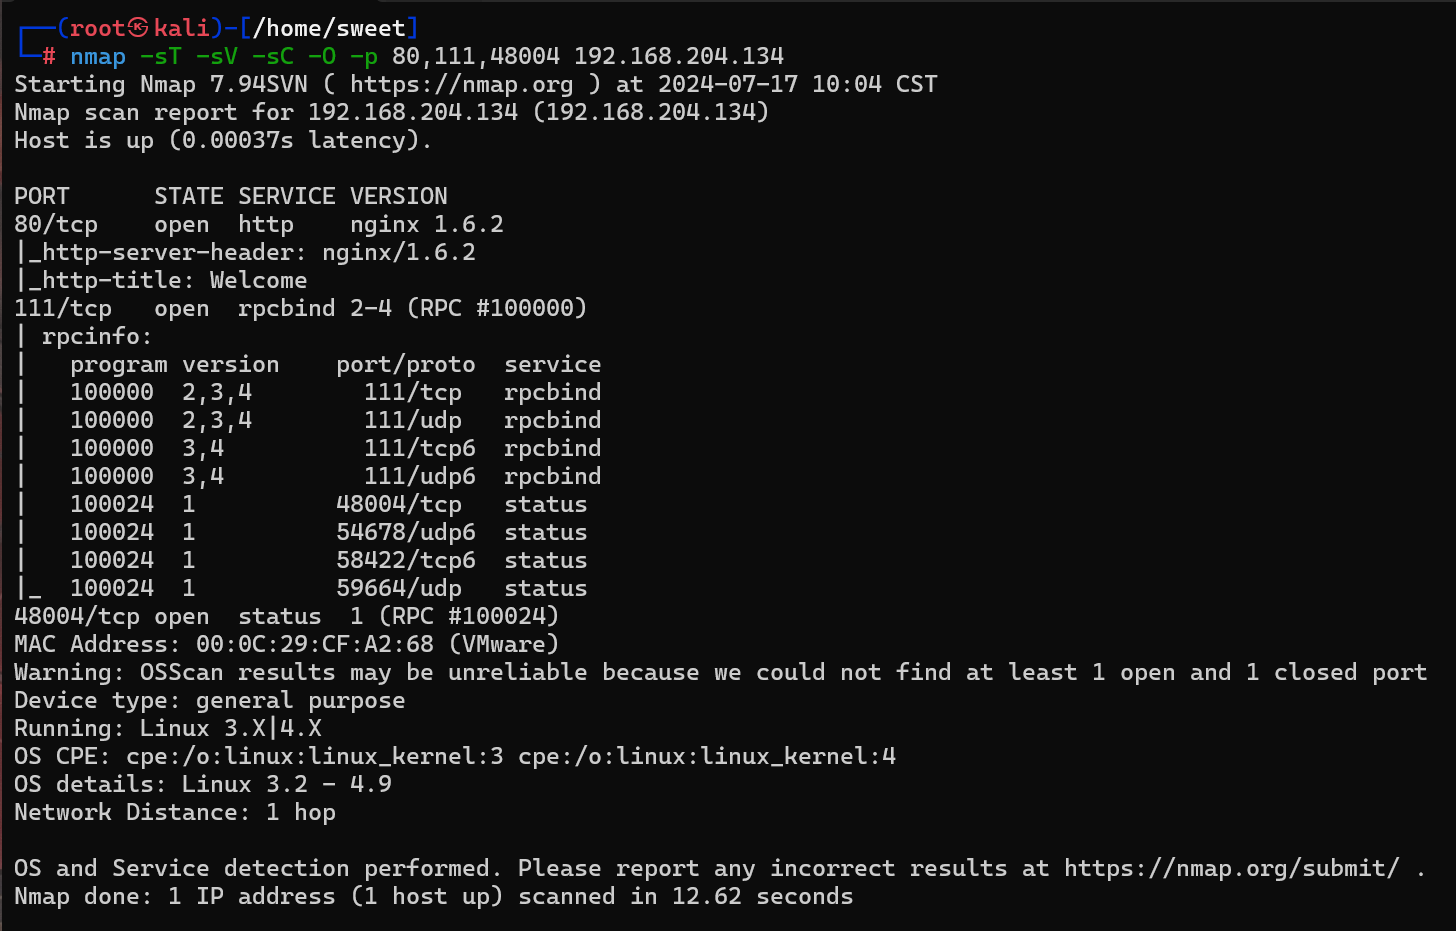 ┌──(root㉿kali)-[/home/sweet]
└─# nmap -sT -sV -sC -O -p 80,111,48004 192.168.204.134
Starting Nmap 7.94SVN ( https://nmap.org ) at 2024-07-17 10:04 CST
Nmap scan report for 192.168.204.134 (192.168.204.134)
Host is up (0.00037s latency).

PORT      STATE SERVICE VERSION
80/tcp    open  http    nginx 1.6.2
|_http-server-header: nginx/1.6.2
|_http-title: Welcome
111/tcp   open  rpcbind 2-4 (RPC #100000)
| rpcinfo:
|   program version    port/proto  service
|   100000  2,3,4        111/tcp   rpcbind
|   100000  2,3,4        111/udp   rpcbind
|   100000  3,4          111/tcp6  rpcbind
|   100000  3,4          111/udp6  rpcbind
|   100024  1          48004/tcp   status
|   100024  1          54678/udp6  status
|   100024  1          58422/tcp6  status
|_  100024  1          59664/udp   status
48004/tcp open  status  1 (RPC #100024)
MAC Address: 00:0C:29:CF:A2:68 (VMware)
Warning: OSScan results may be unreliable because we could not find at least 1 open and 1 closed port
Device type: general purpose
Running: Linux 3.X|4.X
OS CPE: cpe:/o:linux:linux_kernel:3 cpe:/o:linux:linux_kernel:4
OS details: Linux 3.2 - 4.9
Network Distance: 1 hop

OS and Service detection performed. Please report any incorrect results at https://nmap.org/submit/ .
Nmap done: 1 IP address (1 host up) scanned in 12.62 seconds